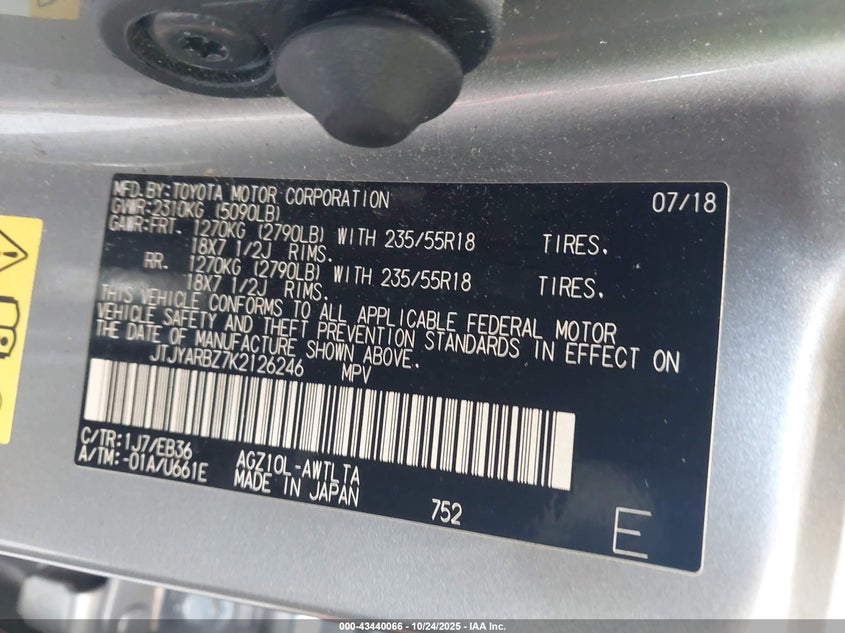 MFD. BY: TOYOTA MOTOR CORPORATION 07/18
GVWR: 2310KG (5090LB)
GAWR: FRT. 1270KG (2790LB) WITH 235/55R18 TIRES.
18X7 1/2J RIMS.
RR. 1270KG (2790LB) WITH 235/55R18 TIRES.
18X7 1/2J RIMS.
THIS VEHICLE CONFORMS TO ALL APPLICABLE FEDERAL MOTOR
VEHICLE SAFETY AND THEFT PREVENTION STANDARDS IN EFFECT ON
THE DATE OF MANUFACTURE SHOWN ABOVE.
JTJYARBZ7K2126246 MPV
C/TR: 1J7/EB36
A/TM: -01A/U661E
AGZ10L-AWTLTA
MADE IN JAPAN
752
E
000-43440066 - 10/24/2025 - IAA Inc.